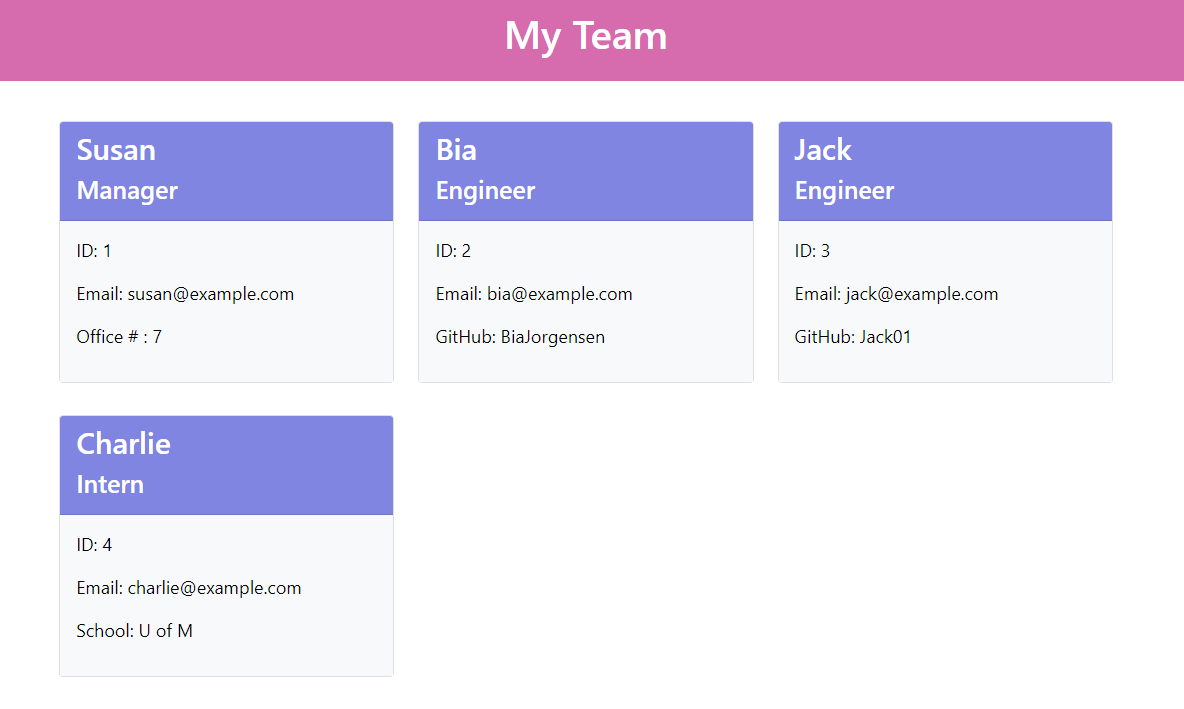 My Team
Susan
Manager
ID: 1
Email: susan@example.com
Office # : 7
Bia
Engineer
ID: 2
Email: bia@example.com
GitHub: BiaJorgensen
Jack
Engineer
ID: 3
Email: jack@example.com
GitHub: Jack01
Charlie
Intern
ID: 4
Email: charlie@example.com
School: U of M